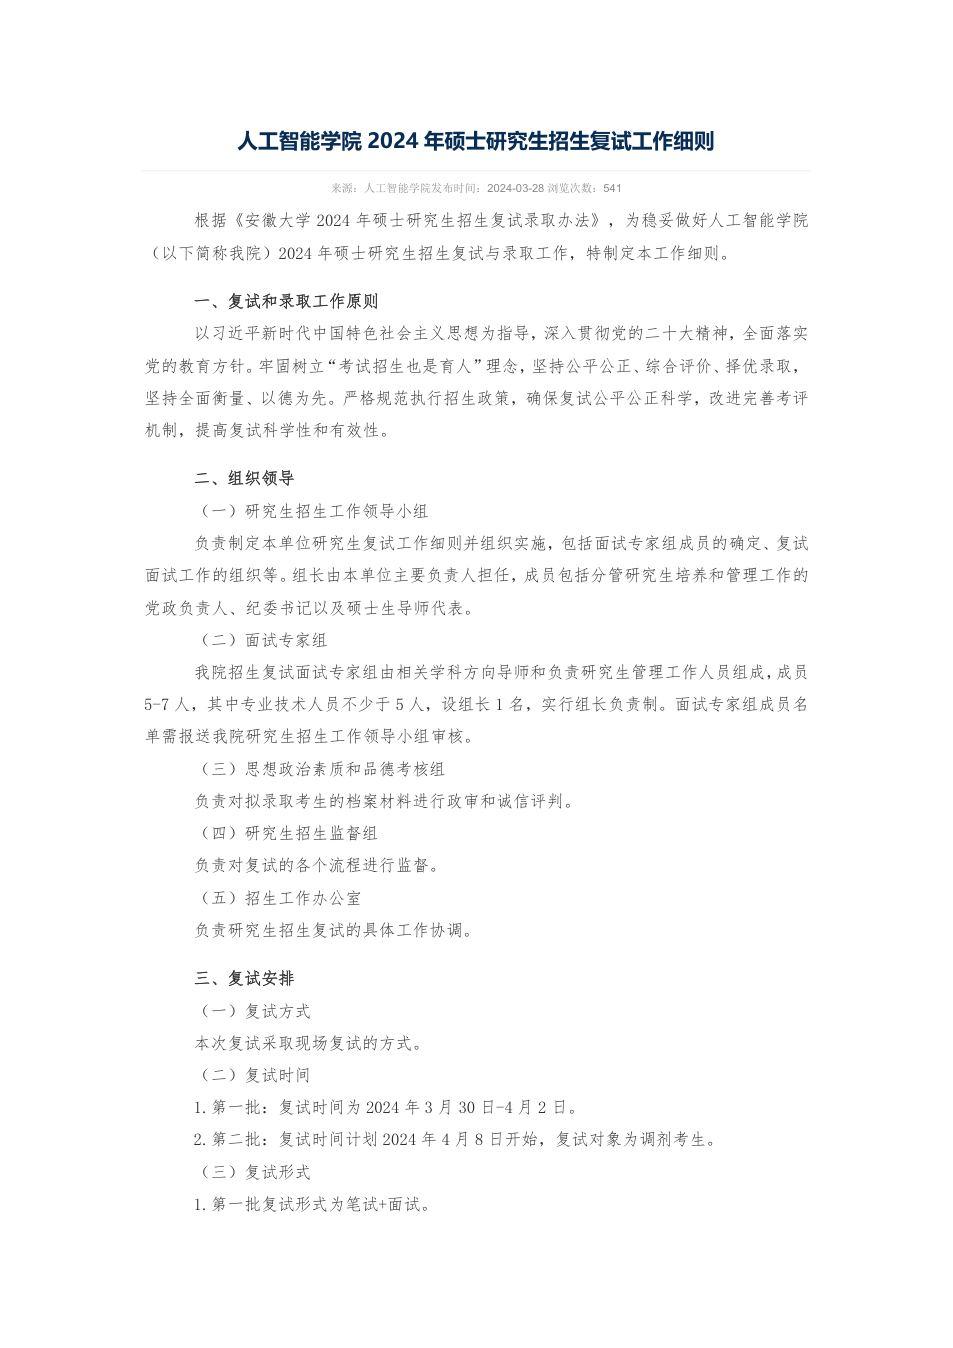 人工智能学院 2024 年硕士研究生招生复试工作细则
来源：人工智能学院发布时间：2024-03-28 浏览次数：541
根据《安徽大学 2024 年硕士研究生招生复试录取办法》，为稳妥做好人工智能学院
（以下简称我院）2024 年硕士研究生招生复试与录取工作，特制定本工作细则。
一、复试和录取工作原则
以习近平新时代中国特色社会主义思想为指导，深入贯彻党的二十大精神，全面落实
党的教育方针。牢固树立“考试招生也是育人”理念，坚持公平公正、综合评价、择优录取，
坚持全面衡量、以德为先。严格规范执行招生政策，确保复试公平公正科学，改进完善考评
机制，提高复试科学性和有效性。
二、组织领导
（一）研究生招生工作领导小组
负责制定本单位研究生复试工作细则并组织实施，包括面试专家组成员的确定、复试
面试工作的组织等。组长由本单位主要负责人担任，成员包括分管研究生培养和管理工作的
党政负责人、纪委书记以及硕士生导师代表。
（二）面试专家组
我院招生复试面试专家组由相关学科方向导师和负责研究生管理工作人员组成，成员
5-7 人，其中专业技术人员不少于 5 人，设组长 1 名，实行组长负责制。面试专家组成员名
单需报送我院研究生招生工作领导小组审核。
（三）思想政治素质和品德考核组
负责对拟录取考生的档案材料进行政审和诚信评判。
（四）研究生招生监督组
负责对复试的各个流程进行监督。
（五）招生工作办公室
负责研究生招生复试的具体工作协调。
三、复试安排
（一）复试方式
本次复试采取现场复试的方式。
（二）复试时间
1.第一批：复试时间为 2024 年 3 月 30 日-4 月 2 日。
2.第二批：复试时间计划 2024 年 4 月 8 日开始，复试对象为调剂考生。
（三）复试形式
1.第一批复试形式为笔试+面试。